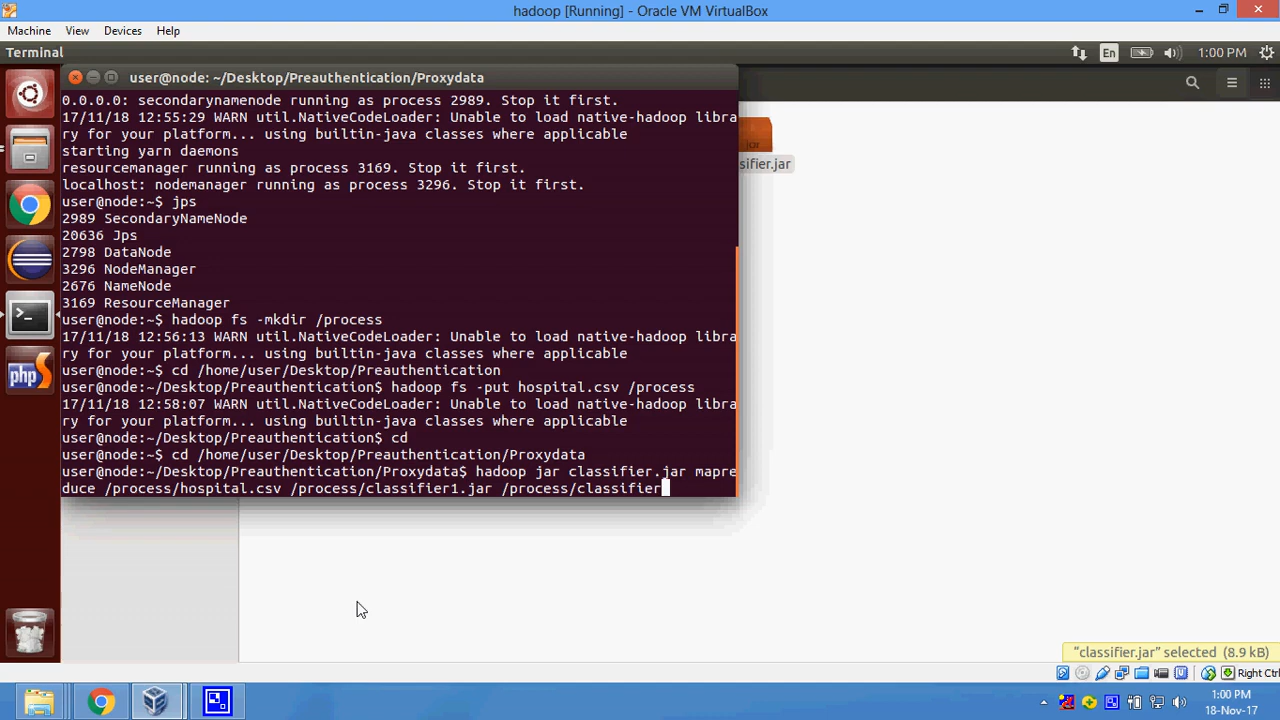 hadoop [Running] - Oracle VM VirtualBox
Machine View Devices Help
Terminal
En
1:00 PM
user@node: ~/Desktop/Preauthentication/Proxydata
0.0.0.0: secondarynamenode running as process 2989. Stop it first.
17/11/18 12:55:29 WARN util.NativeCodeLoader: Unable to load native-hadoop libra
ry for your platform... using builtin-java classes where applicable
starting yarn daemons
resourcemanager running as process 3169. Stop it first.
localhost: nodemanager running as process 3296. Stop it first.
user@node:~$ jps
2989 SecondaryNameNode
20636 Jps
2798 DataNode
3296 NodeManager
2676 NameNode
3169 ResourceManager
user@node:~$ hadoop fs -mkdir /process
17/11/18 12:56:13 WARN util.NativeCodeLoader: Unable to load native-hadoop libra
ry for your platform... using builtin-java classes where applicable
user@node:~$ cd /home/user/Desktop/Preauthentication
user@node:~/Desktop/Preauthentication$ hadoop fs -put hospital.csv /process
17/11/18 12:58:07 WARN util.NativeCodeLoader: Unable to load native-hadoop libra
ry for your platform... using builtin-java classes where applicable
user@node:~/Desktop/Preauthentication$ cd
user@node:~$ cd /home/user/Desktop/Preauthentication/Proxydata
user@node:~/Desktop/Preauthentication/Proxydata$ hadoop jar classifier.jar mapre
duce /process/hospital.csv /process/classifier1.jar /process/classifier
jar
sifier.jar
php
"classifier.jar" selected (8.9 kB)
Right Ctrl
1:00 PM
18-Nov-17